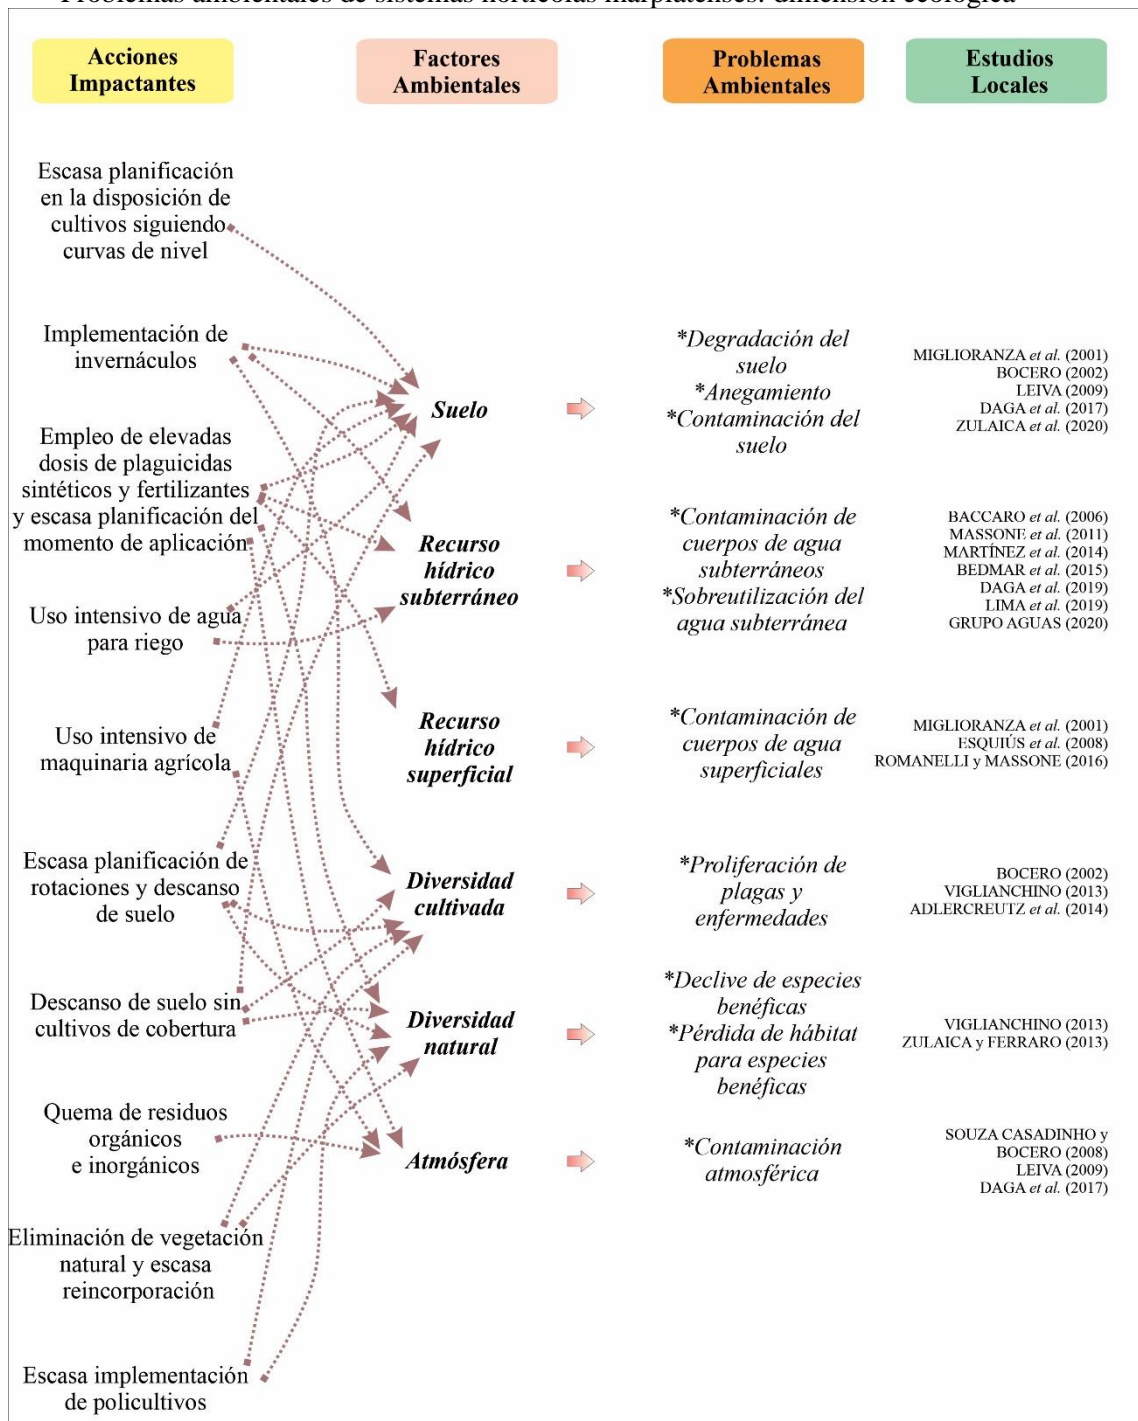 Problemas ambientales de sistemas hortícolas marplatenses: dimensión ecológica
Acciones
Impactantes
Factores
Ambientales
Problemas
Ambientales
Estudios
Locales
Escasa planificación
en la disposición de
cultivos siguiendo
curvas de nivel
Implementación de
invernáculos
Empleo de elevadas
dosis de plaguicidas
sintéticos y fertilizantes
y escasa planificación del
momento de aplicación
Uso intensivo de agua
para riego
Uso intensivo de
maquinaria agrícola
Escasa planificación de
rotaciones y descanso
de suelo
Descanso de suelo sin
cultivos de cobertura
Quema de residuos
orgánicos
e inorgánicos
Eliminación de vegetación
natural y escasa
reincorporación
Escasa implementación
de policultivos
Suelo
Recurso
hídrico
subterráneo
Recurso
hídrico
superficial
Diversidad
cultivada
Diversidad
natural
Atmósfera
*Degradación del
suelo
*Anegamiento
*Contaminación del
suelo
*Contaminación de
cuerpos de agua
subterráneos
*Sobreutilización del
agua subterránea
*Contaminación de
cuerpos de agua
superficiales
*Proliferación de
plagas y
enfermedades
*Declive de especies
benéficas
*Pérdida de hábitat
para especies
benéficas
*Contaminación
atmosférica
MIGLIORANZA et al. (2001)
BOCERO (2002)
LEIVA (2009)
DAGA et al. (2017)
ZULAICA et al. (2020)
BACCARO et al. (2006)
MASSONE et al. (2011)
MARTÍNEZ et al. (2014)
BEDMAR et al. (2015)
DAGA et al. (2019)
LIMA et al. (2019)
GRUPO AGUAS (2020)
MIGLIORANZA et al. (2001)
ESQUIÚS et al. (2008)
ROMANELLI y MASSONE (2016)
BOCERO (2002)
VIGLIANCHINO (2013)
ADLERCREUTZ et al. (2014)
VIGLIANCHINO (2013)
ZULAICA y FERRARO (2013)
SOUZA CASADINHO y
BOCERO (2008)
LEIVA (2009)
DAGA et al. (2017)